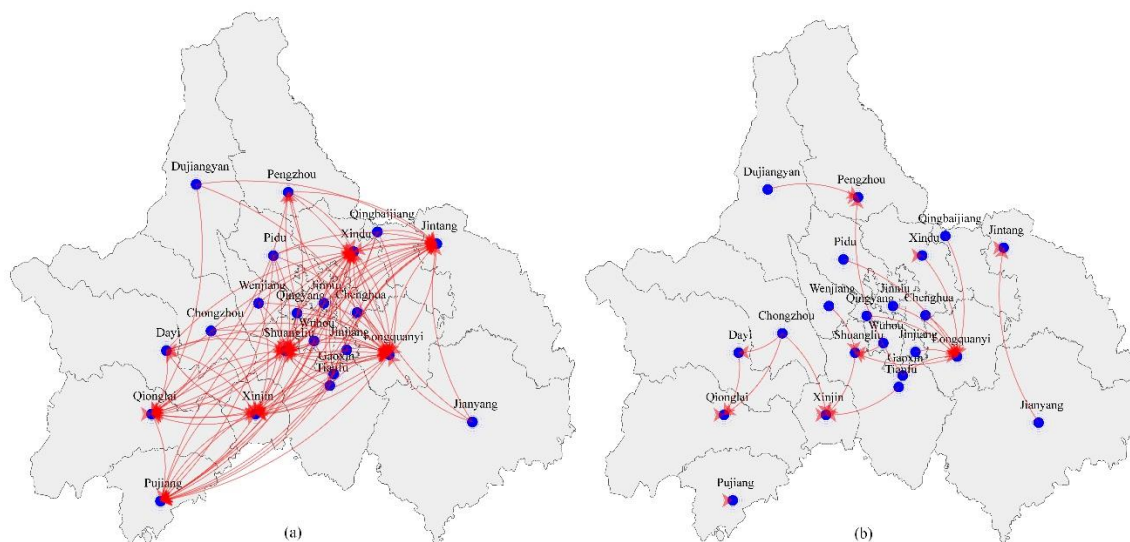 Dujiangyan
Pengzhou
Qingbaijiang
Jintang
Xindu
Pidu
Wenjiang
Jinniu
Qingyang
Chenghua
Chongzhou
Wuhou
Dayi
Shuangliu
Jinjiang
Longquanyi
Gaoxin
Tianfu
Qionglai
Xinjin
Jianyang
Pujiang
(a)
Dujiangyan
Pengzhou
Qingbaijiang
Jintang
Xindu
Pidu
Wenjiang
Jinniu
Qingyang
Chenghua
Chongzhou
Wuhou
Dayi
Shuangliu
Jinjiang
Longquanyi
Gaoxin
Tianfu
Qionglai
Xinjin
Jianyang
Pujiang
(b)